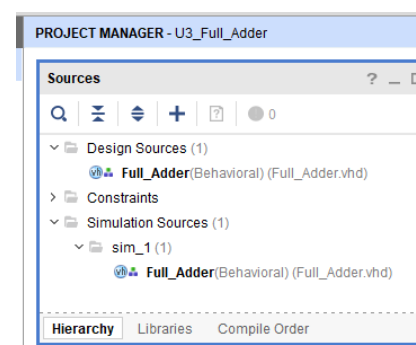 PROJECT MANAGER - U3_Full_Adder
Sources
? _
0
Design Sources (1)
Full_Adder(Behavioral) (Full_Adder.vhd)
Constraints
Simulation Sources (1)
sim_1 (1)
Full_Adder(Behavioral) (Full_Adder.vhd)
Hierarchy Libraries Compile Order